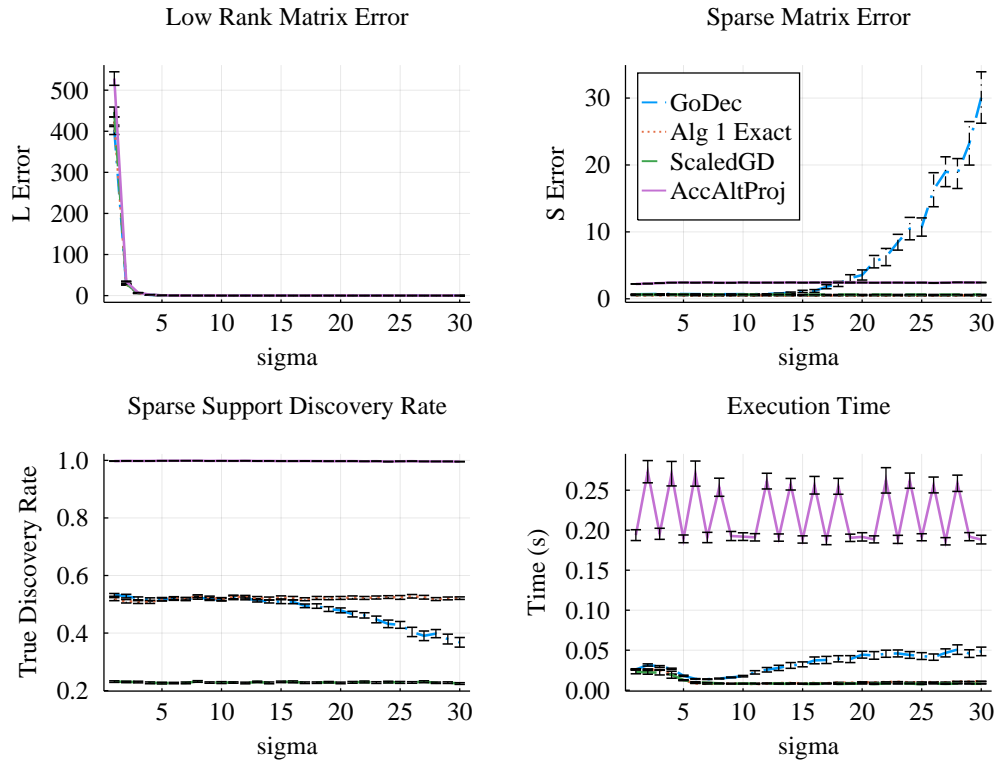 Low Rank Matrix Error
L Error
500
400
300
200
100
0
5 10 15 20 25 30
sigma
Sparse Matrix Error
S Error
30
20
10
0
GoDec
Alg 1 Exact
ScaledGD
AccAltProj
5 10 15 20 25 30
sigma
Sparse Support Discovery Rate
True Discovery Rate
1.0
0.8
0.6
0.4
0.2
5 10 15 20 25 30
sigma
Execution Time
Time (s)
0.25
0.20
0.15
0.10
0.05
0.00
5 10 15 20 25 30
sigma